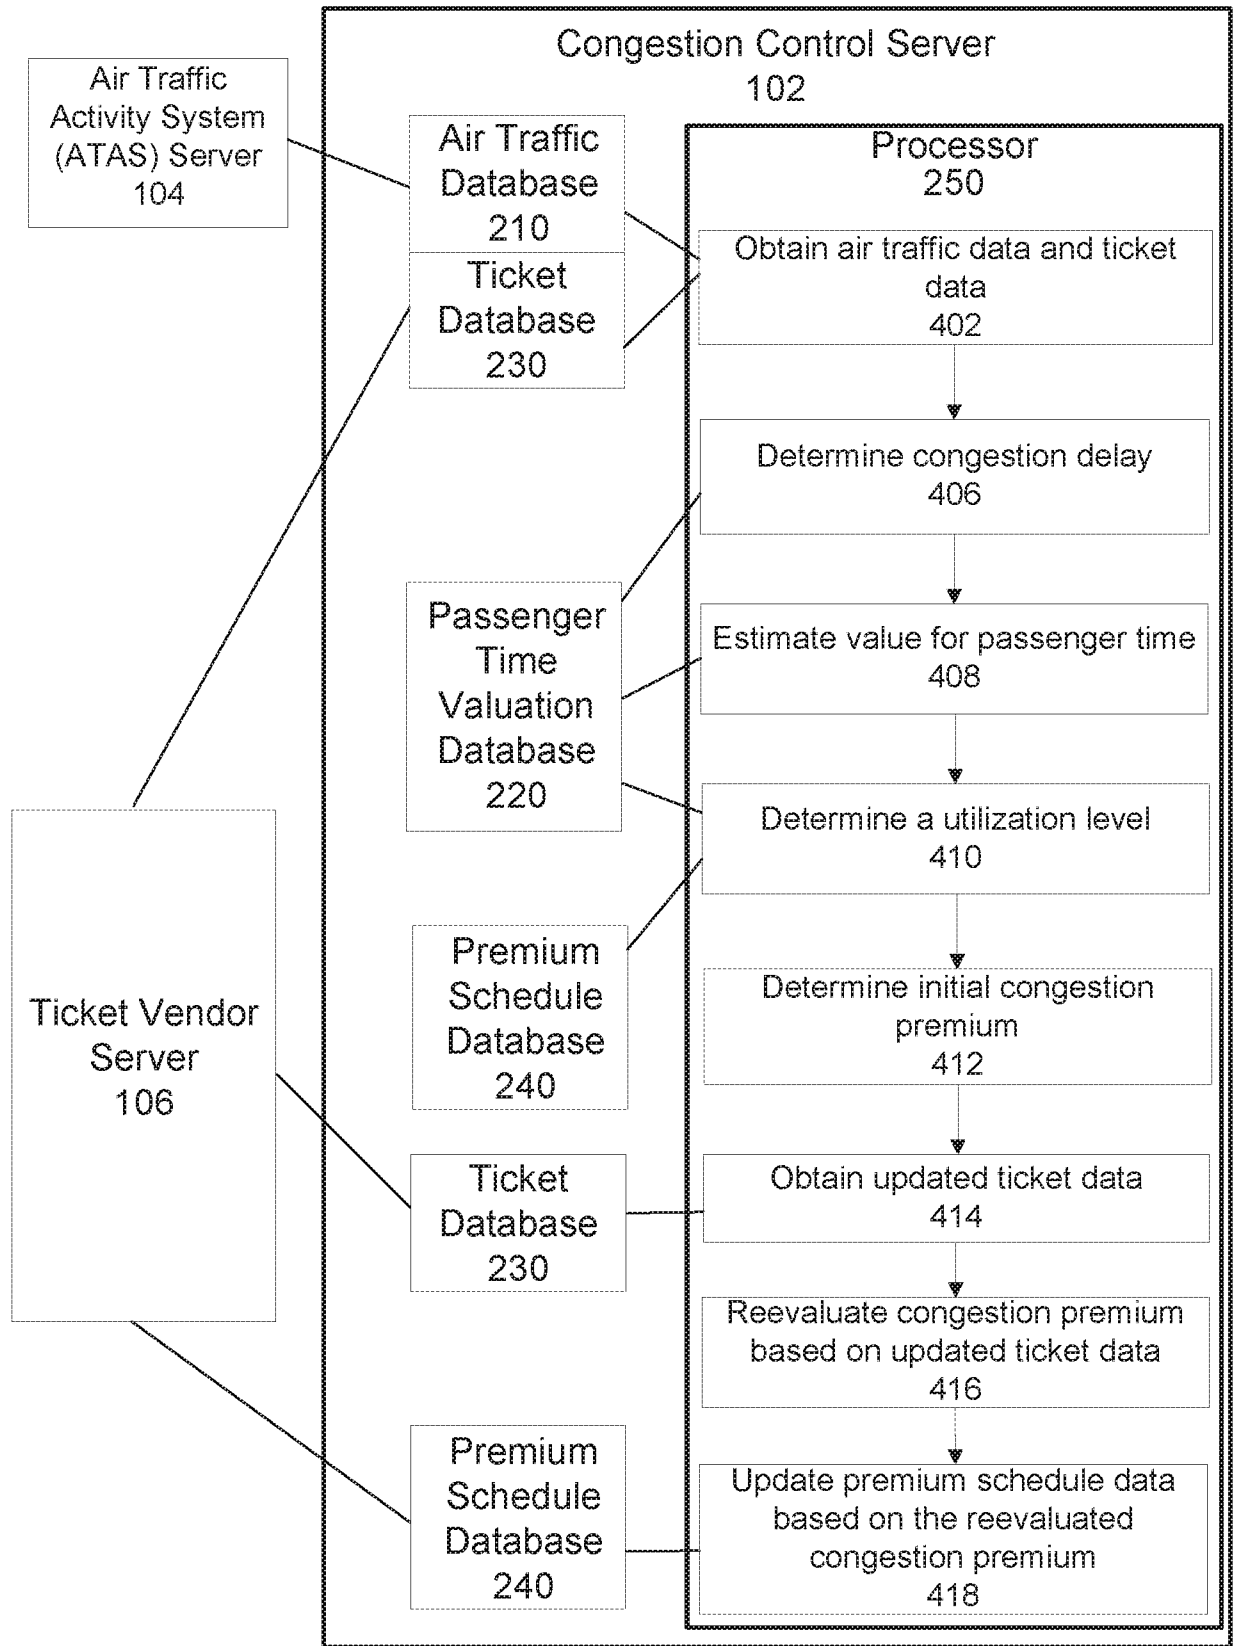 Congestion Control Server
102
Air Traffic
Activity System
(ATAS) Server
104
Air Traffic
Database
210
Ticket
Database
230
Processor
250
Obtain air traffic data and ticket
data
402
Determine congestion delay
406
Passenger
Time
Valuation
Database
220
Estimate value for passenger time
408
Determine a utilization level
410
Ticket Vendor
Server
106
Premium
Schedule
Database
240
Determine initial congestion
premium
412
Ticket
Database
230
Obtain updated ticket data
414
Reevaluate congestion premium
based on updated ticket data
416
Premium
Schedule
Database
240
Update premium schedule data
based on the reevaluated
congestion premium
418